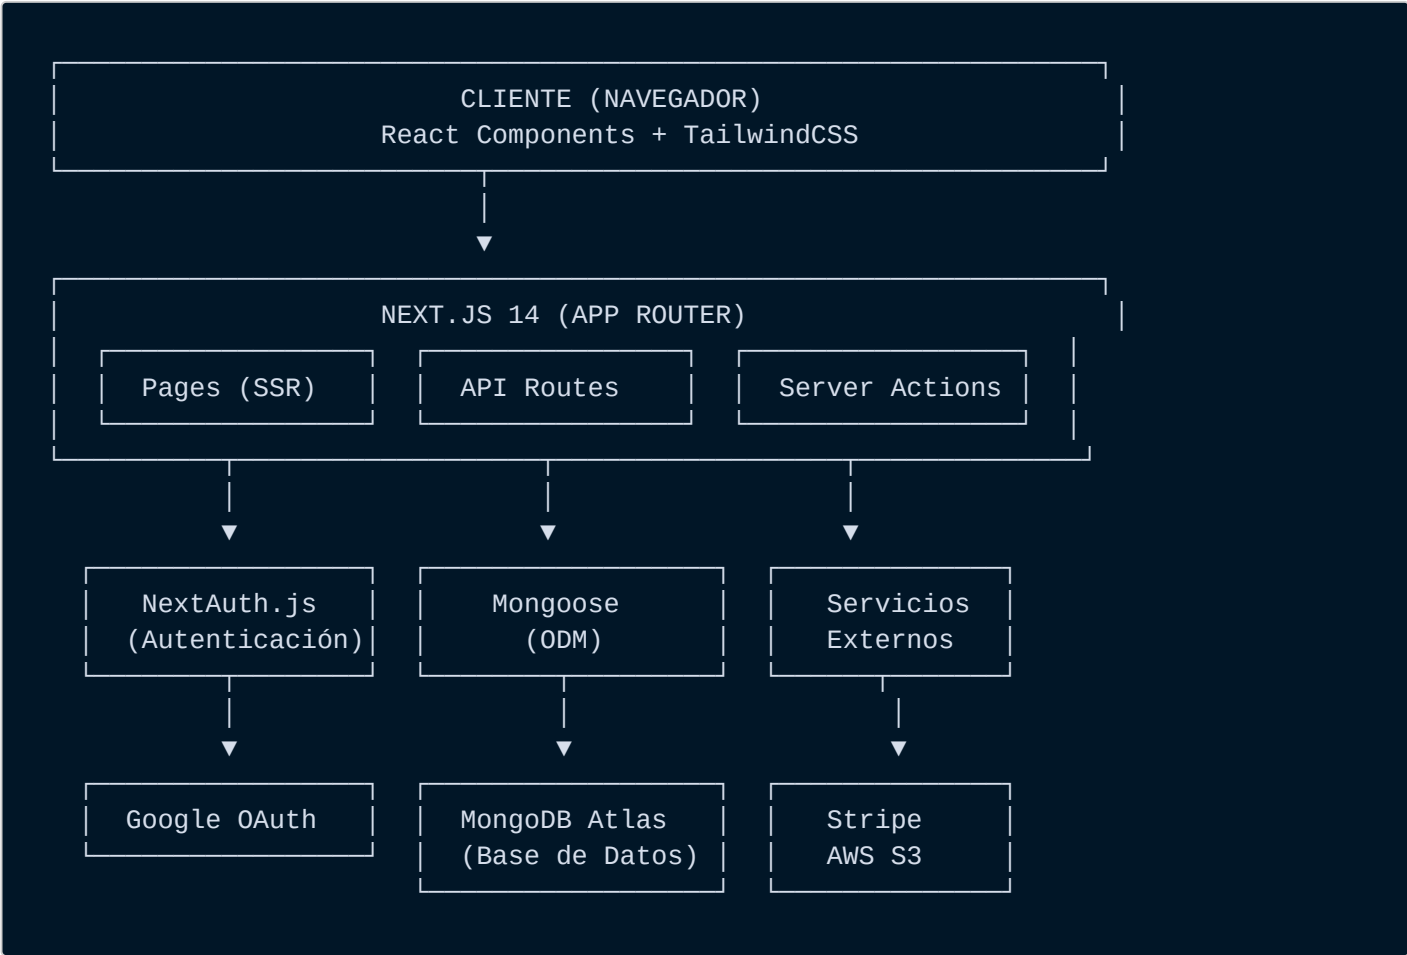 CLIENTE (NAVEGADOR)
React Components + TailwindCSS
NEXT.JS 14 (APP ROUTER)
Pages (SSR)
API Routes
Server Actions
NextAuth.js
(Autenticación)
Mongoose
(ODM)
Servicios
Externos
Google OAuth
MongoDB Atlas
(Base de Datos)
Stripe
AWS S3